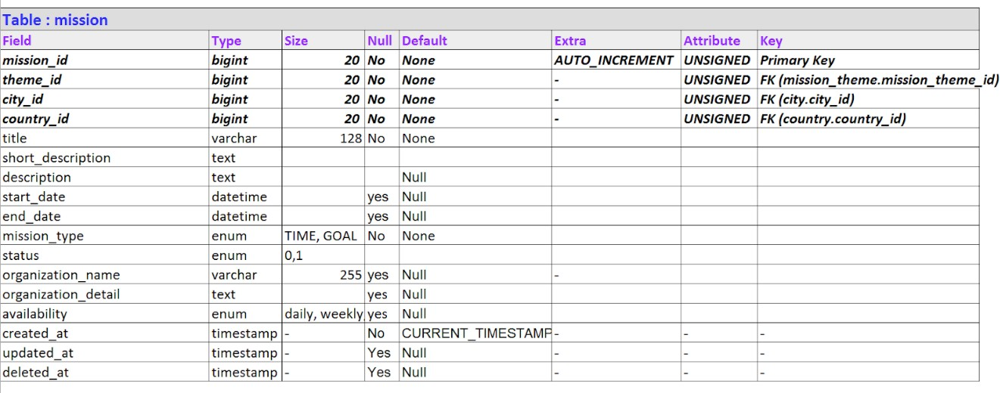 Table : mission
Field Type Size Null Default Extra Attribute Key
mission_id bigint 20 No None AUTO_INCREMENT UNSIGNED Primary Key
theme_id bigint 20 No None - UNSIGNED FK (mission_theme.mission_theme_id)
city_id bigint 20 No None - UNSIGNED FK (city.city_id)
country_id bigint 20 No None - UNSIGNED FK (country.country_id)
title varchar 128 No None
short_description text
description text Null
start_date datetime yes Null
end_date datetime yes Null
mission_type enum TIME, GOAL No None
status enum 0,1
organization_name varchar 255 yes Null -
organization_detail text yes Null
availability enum daily, weekly, yes Null
created_at timestamp - No CURRENT_TIMESTAMP - - -
updated_at timestamp - Yes Null - - -
deleted_at timestamp - Yes Null - - -